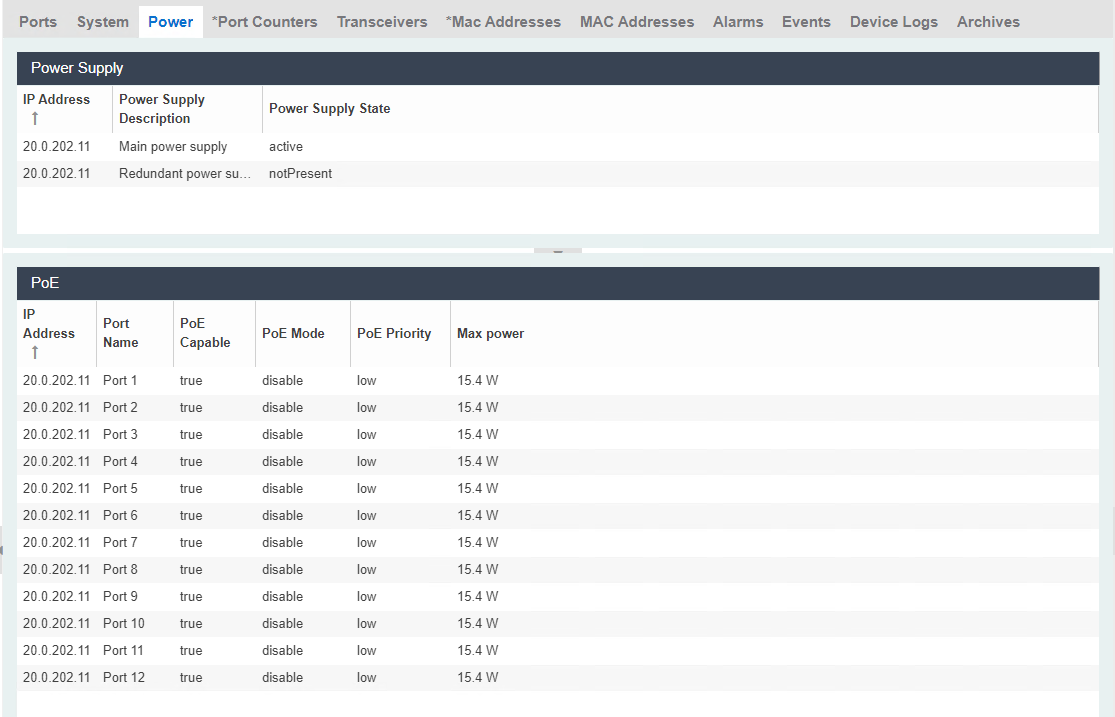 Ports System Power *Port Counters Transceivers *Mac Addresses MAC Addresses Alarms Events Device Logs Archives
Power Supply
IP Address ↑ Power Supply Description Power Supply State
20.0.202.11 Main power supply active
20.0.202.11 Redundant power su... notPresent
PoE
IP Address ↑ Port Name PoE Capable PoE Mode PoE Priority Max power
20.0.202.11 Port 1 true disable low 15.4 W
20.0.202.11 Port 2 true disable low 15.4 W
20.0.202.11 Port 3 true disable low 15.4 W
20.0.202.11 Port 4 true disable low 15.4 W
20.0.202.11 Port 5 true disable low 15.4 W
20.0.202.11 Port 6 true disable low 15.4 W
20.0.202.11 Port 7 true disable low 15.4 W
20.0.202.11 Port 8 true disable low 15.4 W
20.0.202.11 Port 9 true disable low 15.4 W
20.0.202.11 Port 10 true disable low 15.4 W
20.0.202.11 Port 11 true disable low 15.4 W
20.0.202.11 Port 12 true disable low 15.4 W